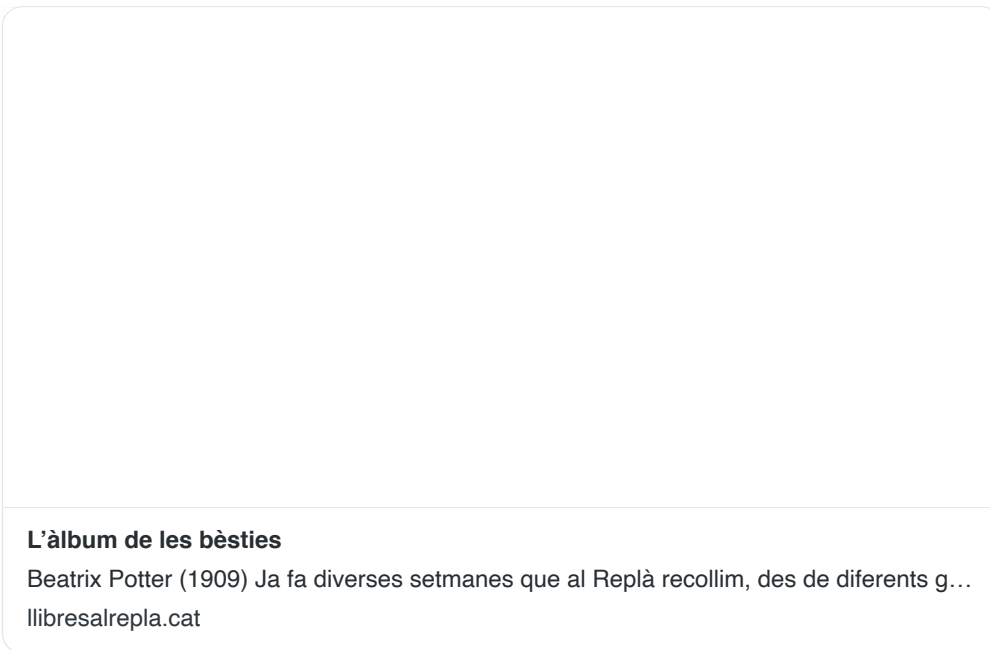 L’àlbum de les bèsties
Beatrix Potter (1909) Ja fa diverses setmanes que al Replà recollim, des de diferents g…
llibresalrepla.cat